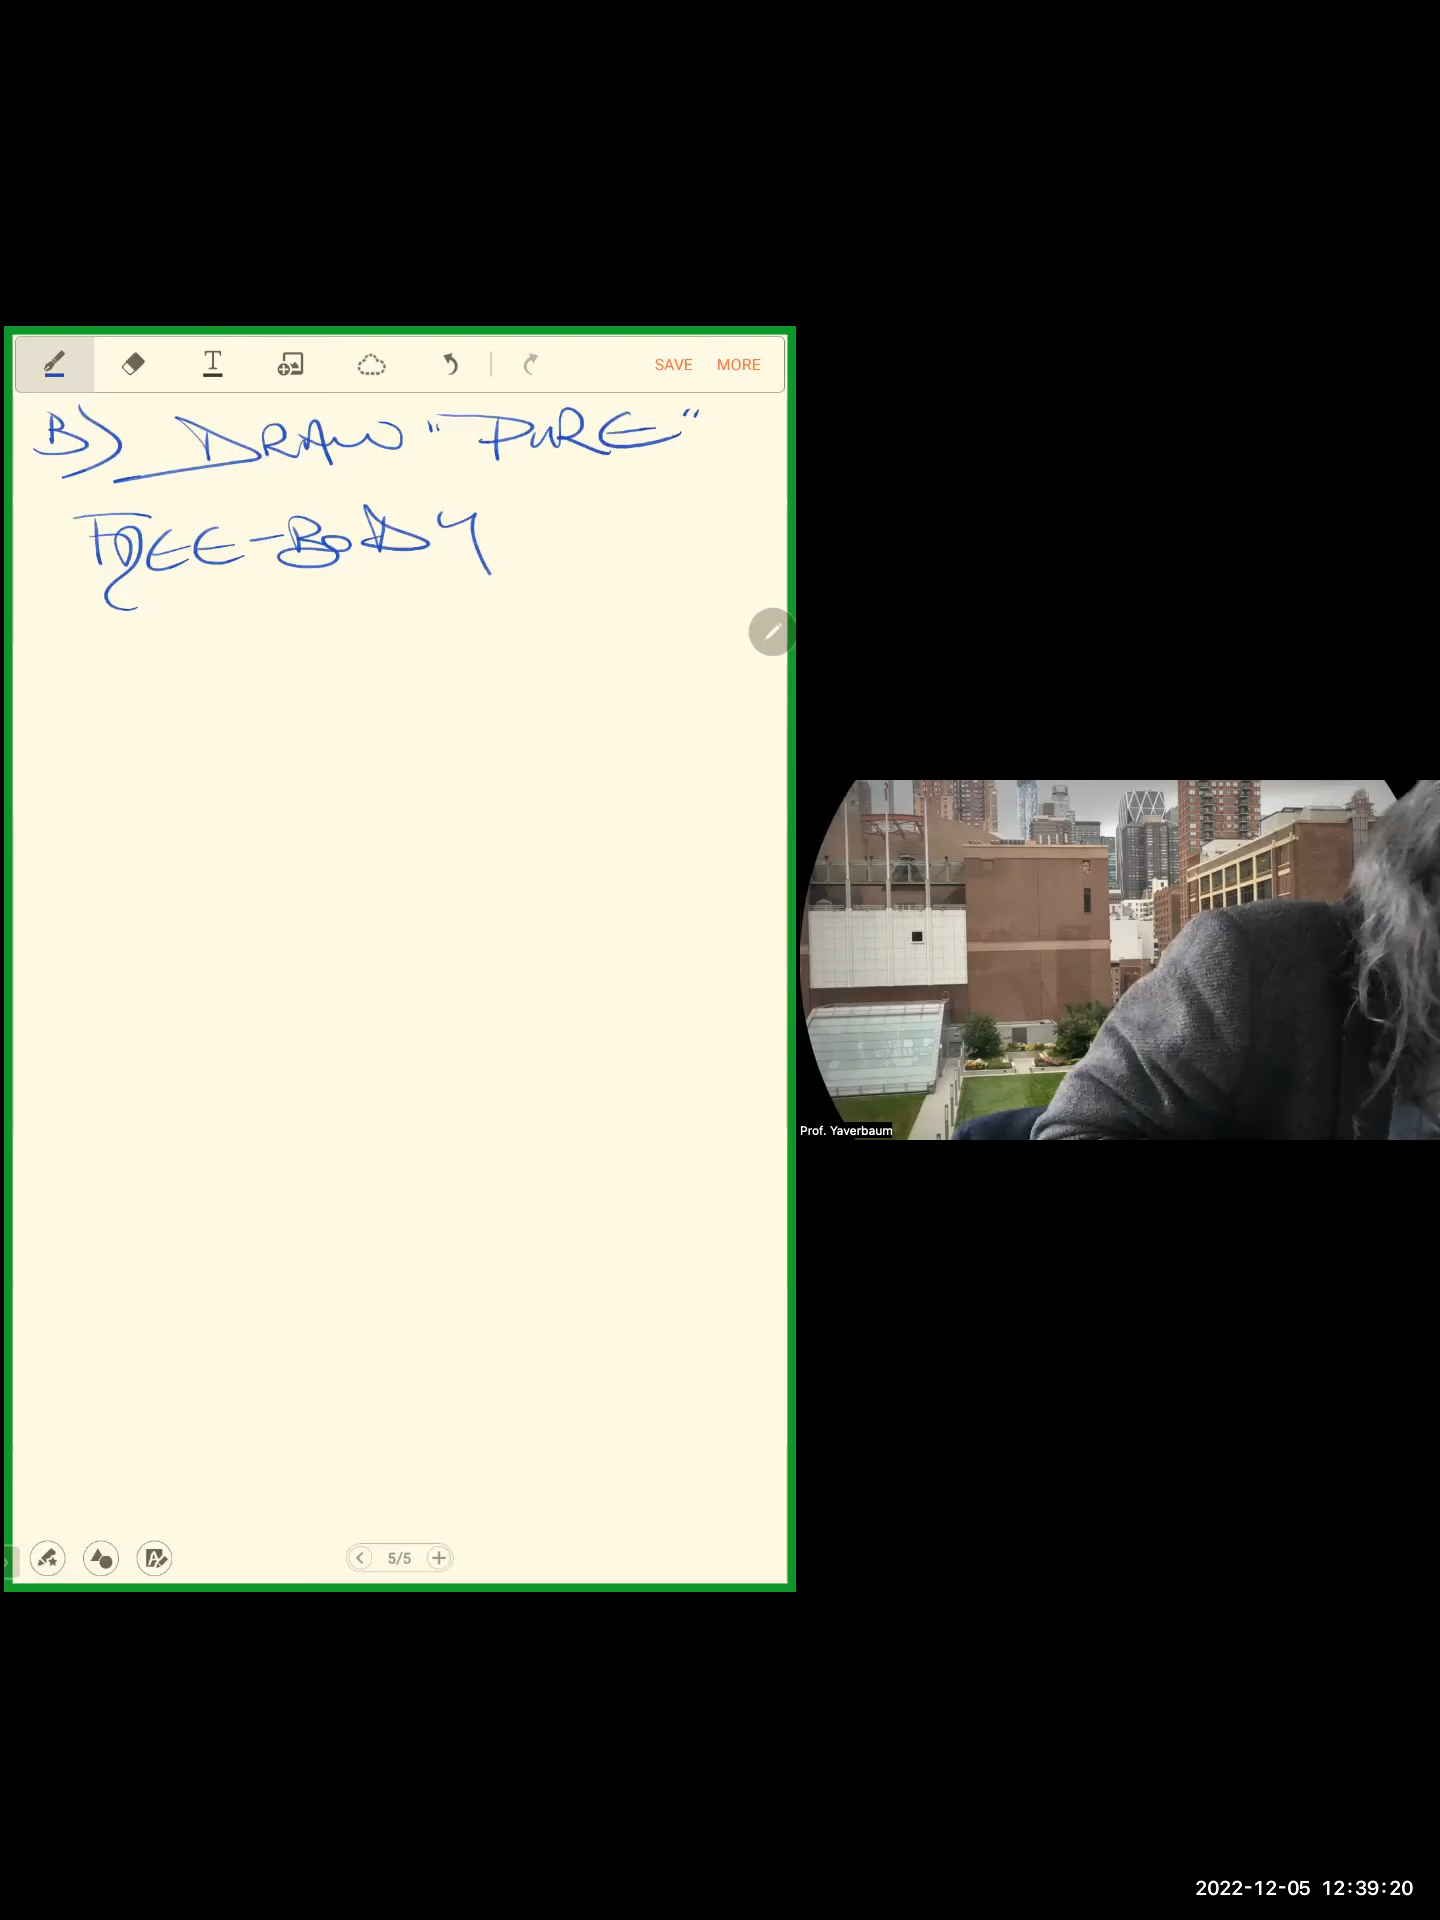 T SAVE MORE
B) DRAW "PURE"
FREE-BODY
5/5
Prof. Yaverbaum
2022-12-05 12:39:20